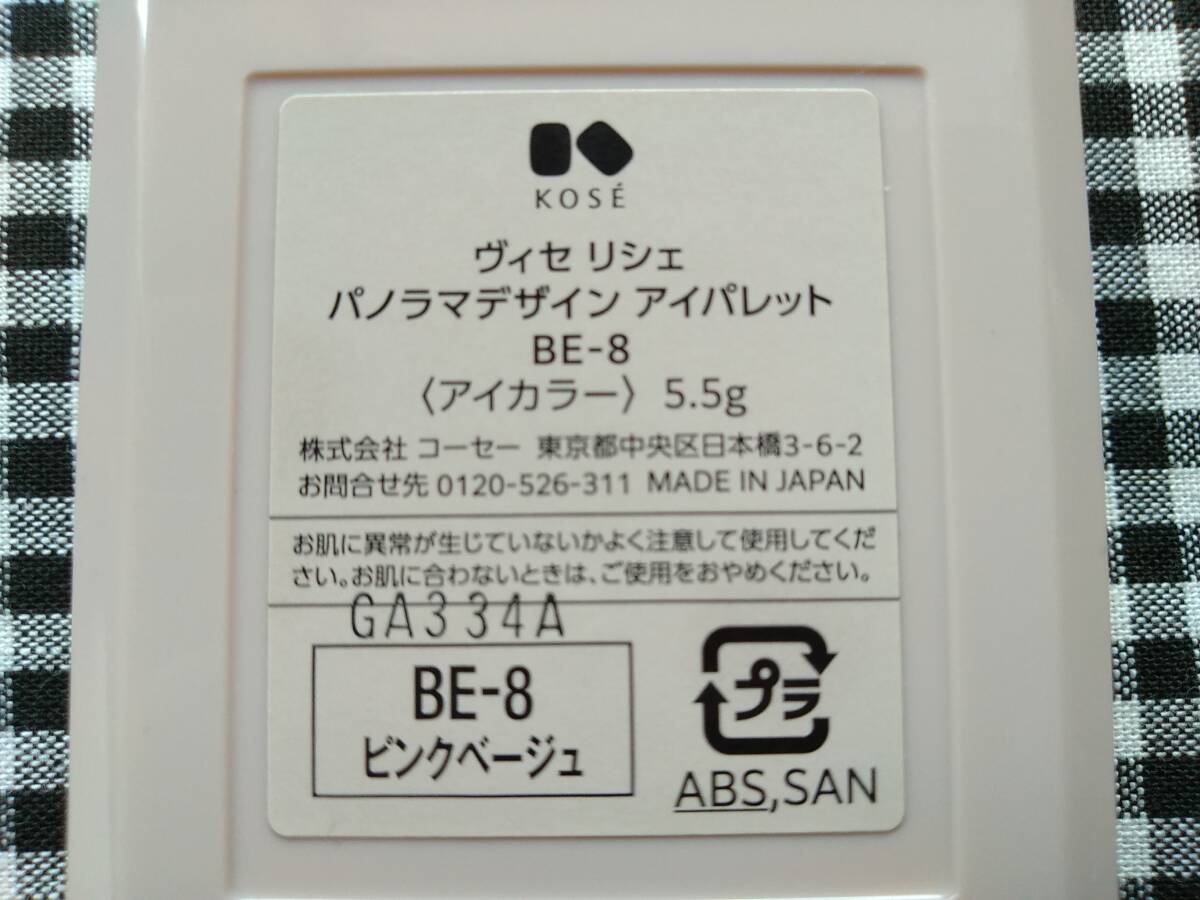 KOSÉ
ヴィセ リシェ
パノラマデザイン アイパレット
BE-8
〈アイカラー〉 5.5g
株式会社 コーセー 東京都中央区日本橋3-6-2
お問合せ先 0120-526-311 MADE IN JAPAN
お肌に異常が生じていないかよく注意して使用してくだ
さい。お肌に合わないときは、ご使用をおやめください。
GA334A
BE-8
ピンクベージュ
プラ
ABS,SAN